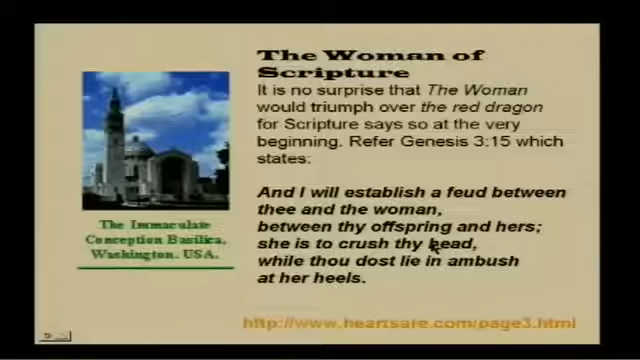 The Woman of
Scripture
It is no surprise that The Woman
would triumph over the red dragon
for Scripture says so at the very
beginning. Refer Genesis 3:15 which
states:
And I will establish a feud between
thee and the woman,
between thy offspring and hers;
she is to crush thy head,
while thou dost lie in ambush
at her heels.
The Immaculate
Conception Basilica,
Washington, USA.
http://www.heartsare.com/page3.html